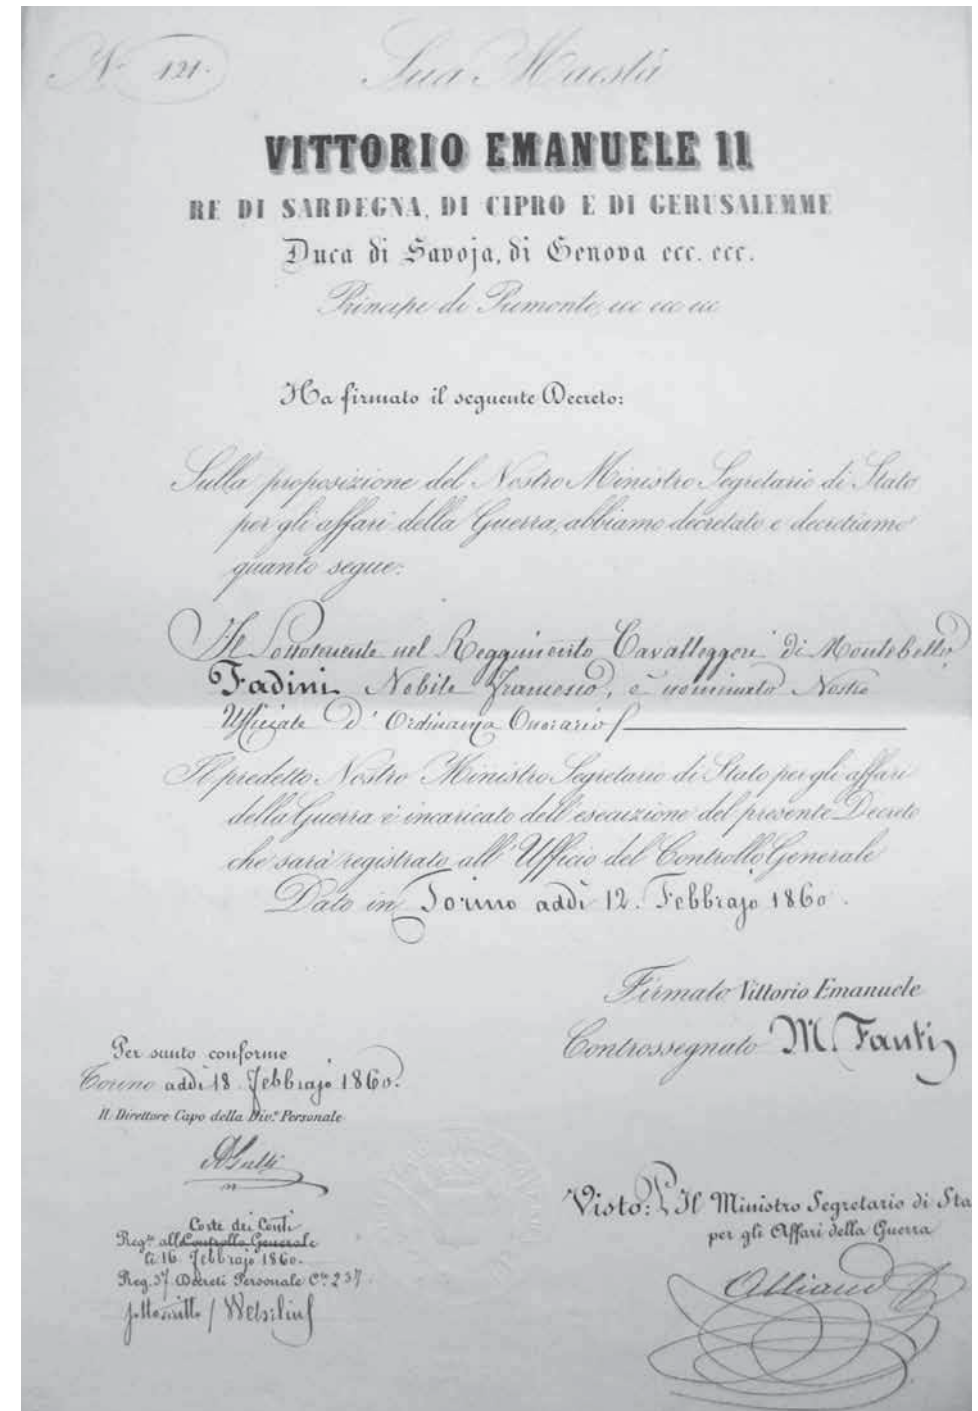 N. 121.
Sua Maestà
VITTORIO EMANUELE II
RE DI SARDEGNA, DI CIPRO E DI GERUSALEMME
Duca di Savoja, di Genova ecc. ecc.
Principe di Piemonte, ecc ecc ecc
Ha firmato il seguente Decreto:
Sulla proposizione del Nostro Ministro Segretario di Stato
per gli affari della Guerra, abbiamo decretato e decretiamo
quanto segue:
Il Sottotenente nel Reggimento Cavalleggeri di Montebello
Fadini Nobile Francesco, è nominato Nostro
Uffiziale D'Ordinanza Onorario
Il predetto Nostro Ministro Segretario di Stato per gli affari
della Guerra è incaricato dell'esecuzione del presente Decreto
che sarà registrato all'Ufficio del Controllo Generale
Dato in Torino addì 12. Febbrajo 1860.
Firmato Vittorio Emanuele
Controssegnato M. Fanti
Per sunto conforme
Torino addì 18 Febbrajo 1860.
Il Direttore Capo della Div.e Personale
Visto: Il Ministro Segretario di Sta
per gli Affari della Guerra
Corte dei Conti
Reg.to alla Controllo Generale
li 16 Febbrajo 1860.
Reg. 37 Decreti Personale C.te 237